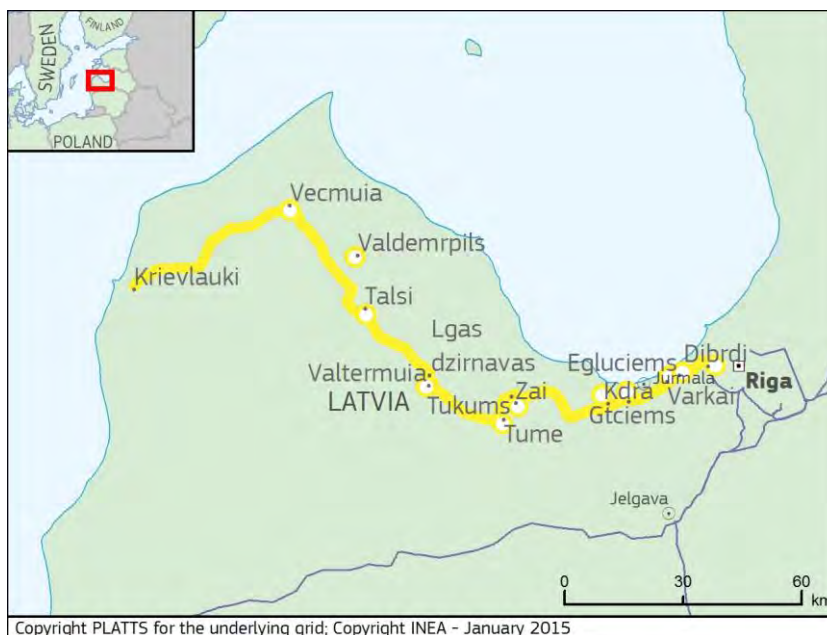 FINLAND
SWEDEN
POLAND
Vecmuia
Valdemrpils
Krievlauki
Talsi
Lgas
dzirnavas
Valtermuia
LATVIA
Tukums
Zai
Tume
Egluciems
Kdra
Gtciems
Jurmala
Dibrdi
Varkai
Riga
Jelgava
0 30 60
km
Copyright PLATTS for the underlying grid; Copyright INEA - January 2015